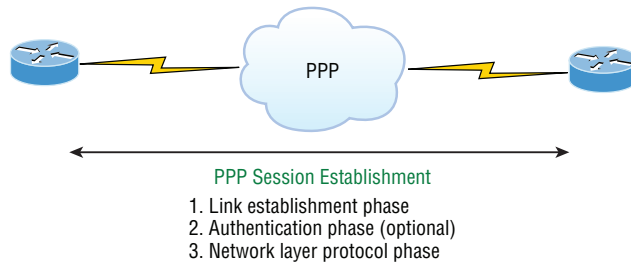 PPP
PPP Session Establishment
1. Link establishment phase
2. Authentication phase (optional)
3. Network layer protocol phase